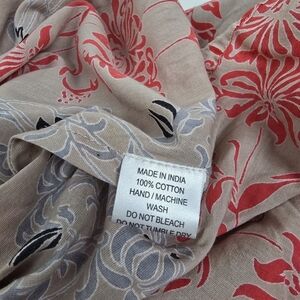 MADE IN INDIA
100% COTTON
HAND / MACHINE
WASH
DO NOT BLEACH
DO NOT TUMBLE DRY